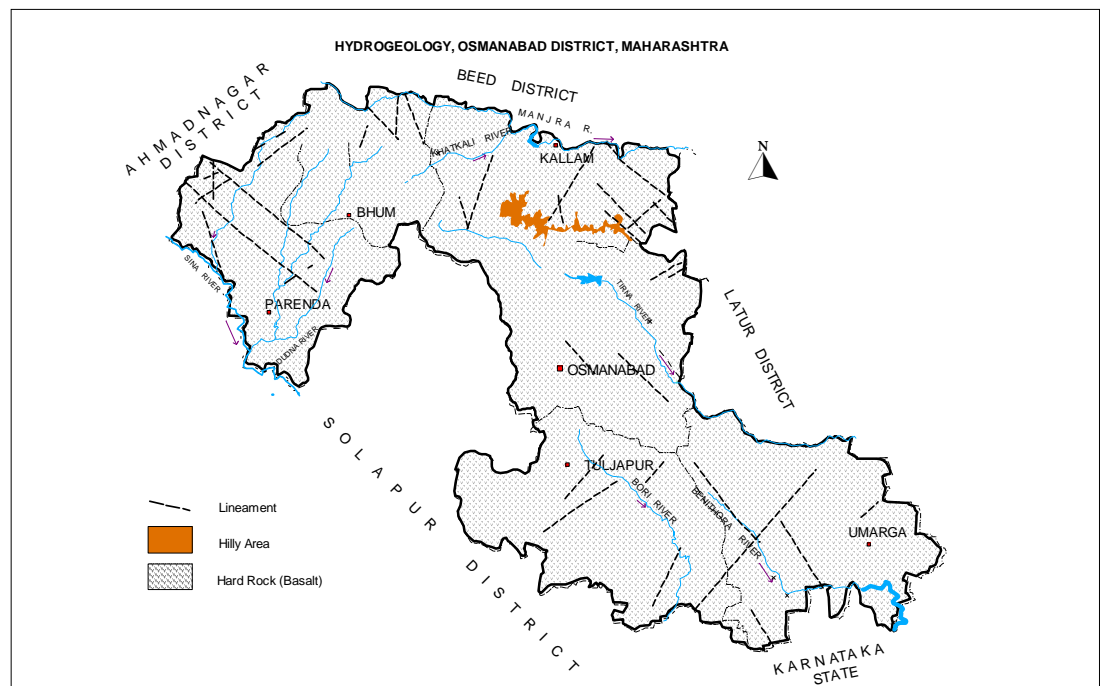 HYDROGEOLOGY, OSMANABAD DISTRICT, MAHARASHTRA
BEED DISTRICT
AHMADNAGAR
DISTRICT
MANJRA R.
KHATKALI RIVER
KALLAM
N
BHUM
SINA RIVER
PARENDA
DUDNA RIVER
TIRNA RIVER
LATUR DISTRICT
OSMANABAD
SOLAPUR DISTRICT
TULJAPUR
BORI RIVER
BENITHORA RIVER
UMARGA
Lineament
Hilly Area
Hard Rock (Basalt)
KARNATAKA
STATE